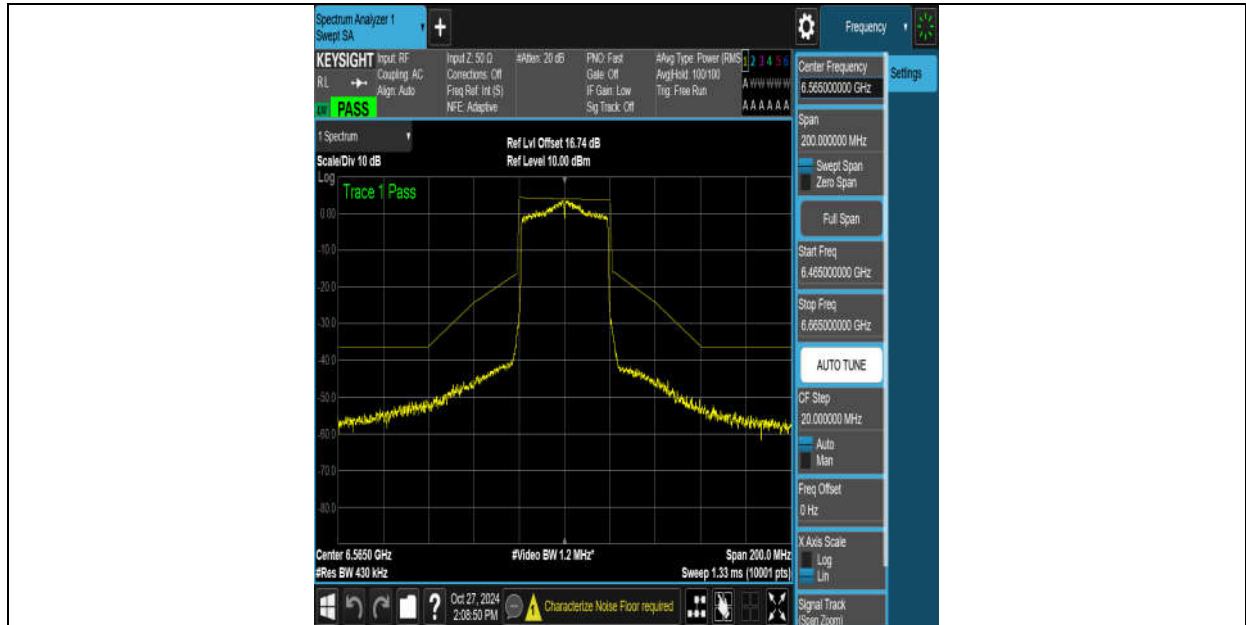 Spectrum Analyzer 1
Swept SA
+
Frequency
KEYSIGHT
RL
PASS
Input: RF
Coupling: AC
Align: Auto
Input Z: 50 Ω
Corrections: Off
Freq Ref: Int (S)
NFE: Adaptive
#Atten: 20 dB
PNO: Fast
Gate: Off
IF Gain: Low
Sig Track: Off
#Avg Type: Power (RMS
Avg|Hold: 100/100
Trig: Free Run
1 2 3 4 5 6
A W W W W W
A A A A A A
Center Frequency
6.565000000 GHz
Settings
Span
200.000000 MHz
Swept Span
Zero Span
Full Span
Start Freq
6.465000000 GHz
Stop Freq
6.665000000 GHz
AUTO TUNE
CF Step
20.000000 MHz
Auto
Man
Freq Offset
0 Hz
X Axis Scale
Log
Lin
Signal Track
(Span Zoom)
1 Spectrum
Scale/Div 10 dB
Ref Lvl Offset 16.74 dB
Ref Level 10.00 dBm
Log
Trace 1 Pass
0.00
-10.0
-20.0
-30.0
-40.0
-50.0
-60.0
-70.0
-80.0
Center 6.5650 GHz
#Video BW 1.2 MHz*
Span 200.0 MHz
#Res BW 430 kHz
Sweep 1.33 ms (10001 pts)
?
Oct 27, 2024
2:08:50 PM
Characterize Noise Floor required